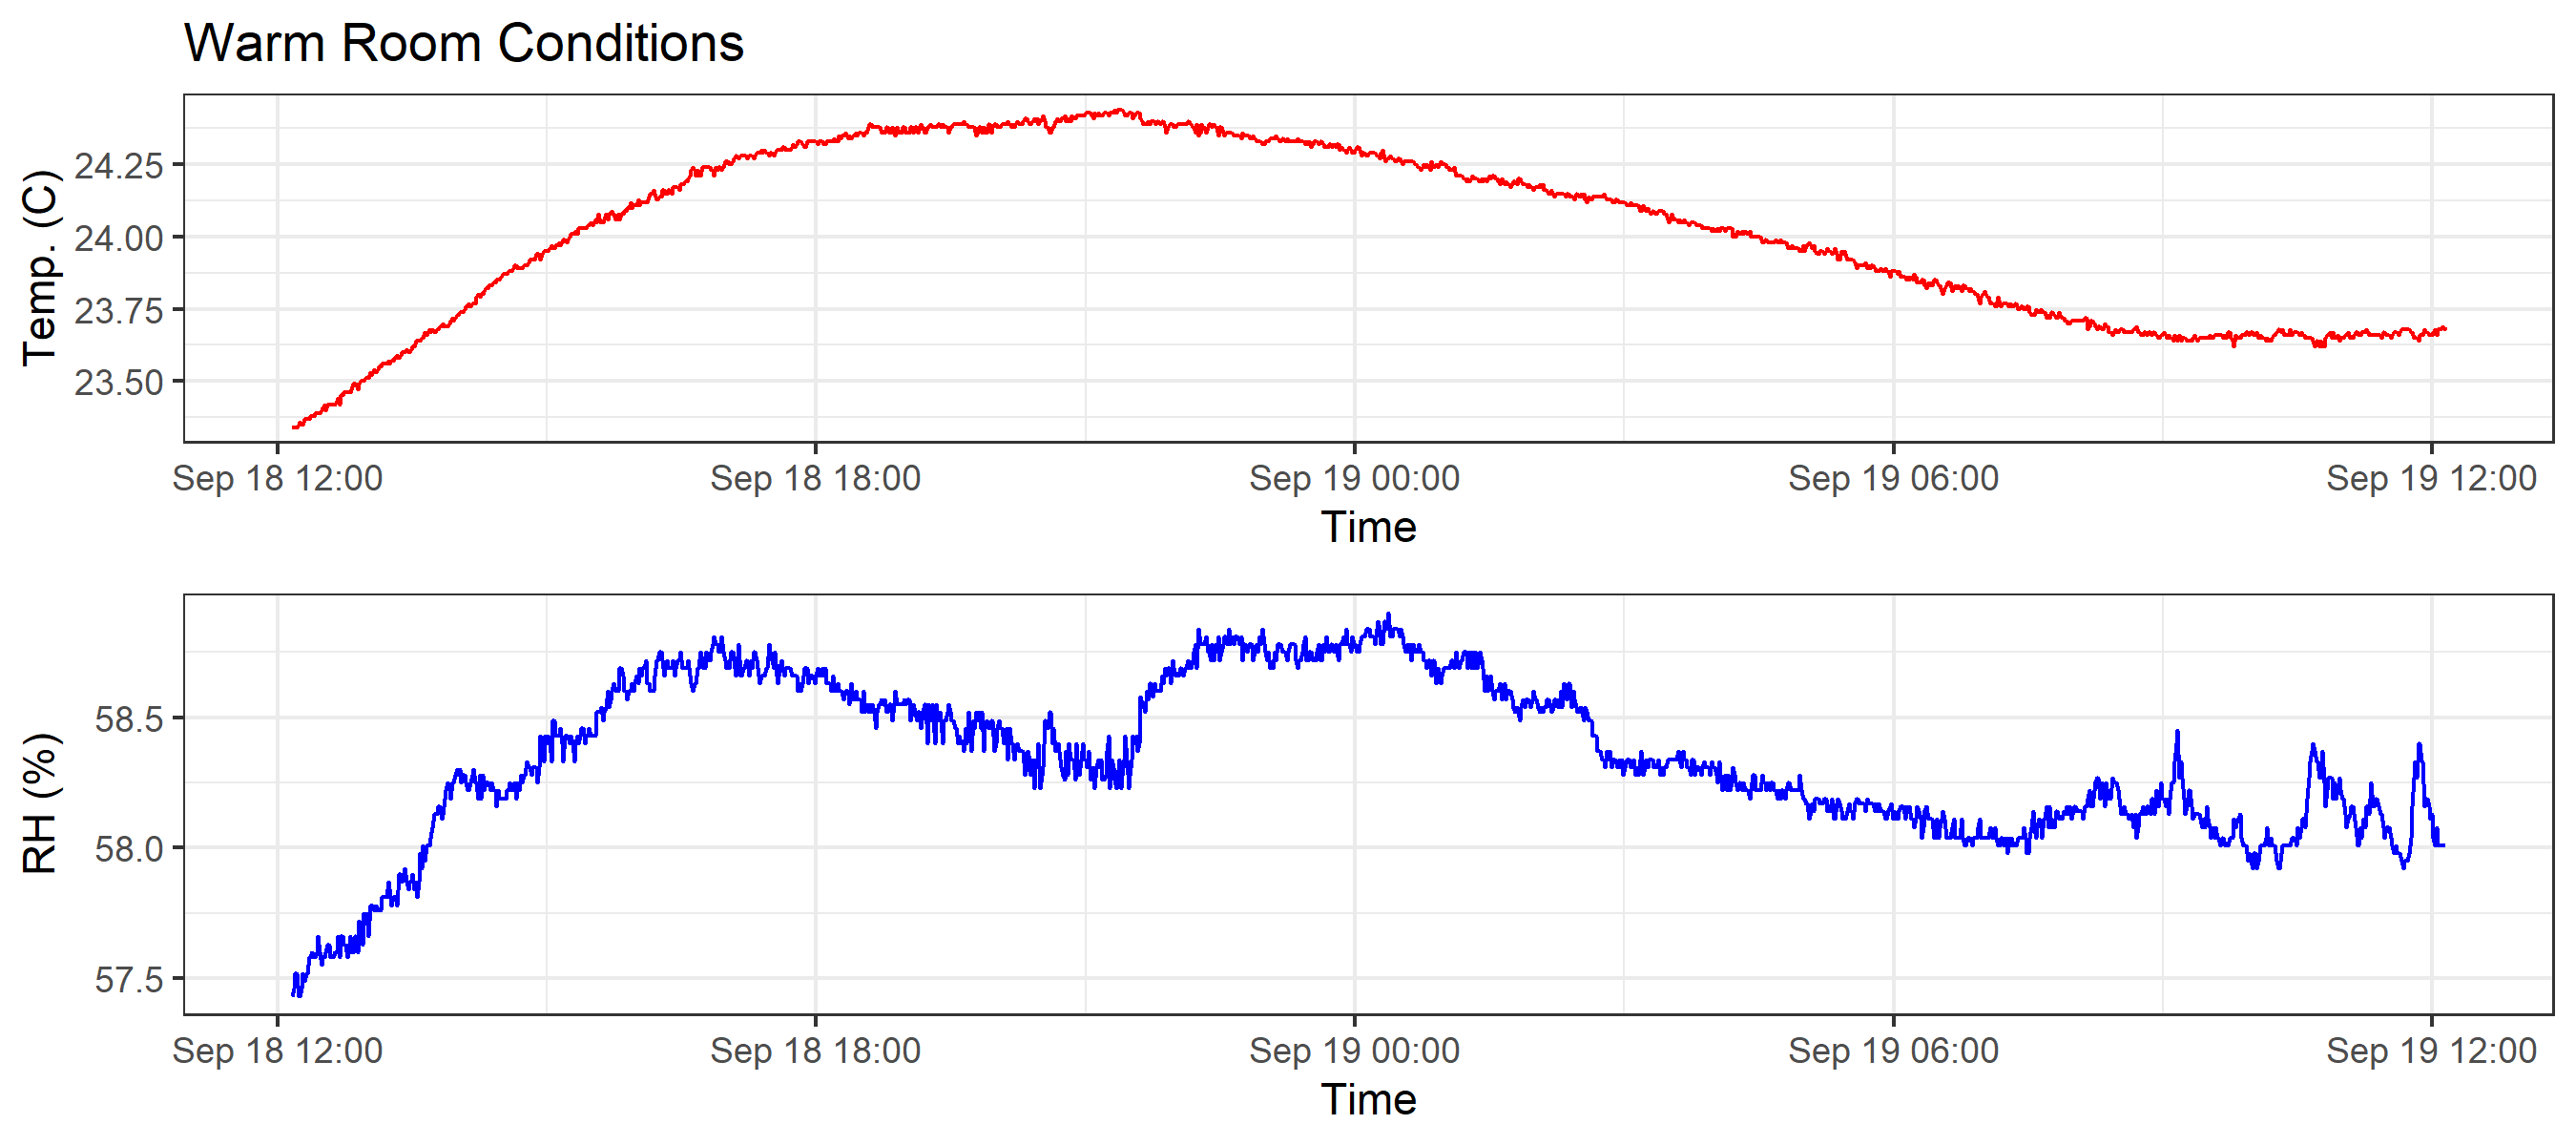 Warm Room Conditions
Temp. (C)
24.25
24.00
23.75
23.50
Sep 18 12:00 Sep 18 18:00 Sep 19 00:00 Sep 19 06:00 Sep 19 12:00
Time
RH (%)
58.5
58.0
57.5
Sep 18 12:00 Sep 18 18:00 Sep 19 00:00 Sep 19 06:00 Sep 19 12:00
Time